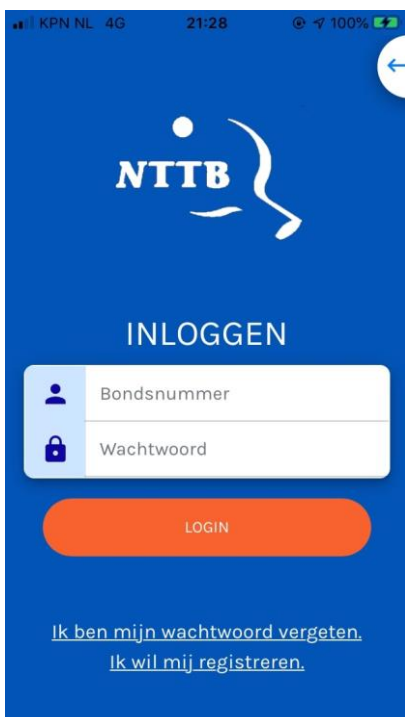 KPN NL 4G 21:28 100%
NTTB
INLOGGEN
Bondsnummer
Wachtwoord
LOGIN
Ik ben mijn wachtwoord vergeten.
Ik wil mij registreren.